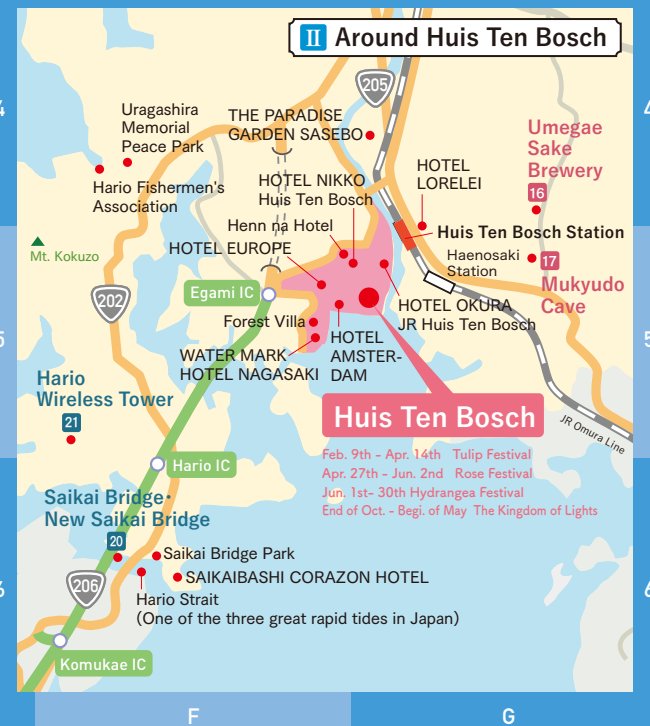 II Around Huis Ten Bosch
4
4
205
Uragashira
Memorial
Peace Park
THE PARADISE
GARDEN SASEBO
Umegae
Sake
Brewery
16
HOTEL
LORELEI
Hario Fishermen's
Association
HOTEL NIKKO
Huis Ten Bosch
Henn na Hotel
Huis Ten Bosch Station
HOTEL EUROPE
Haenosaki
Station
17
Mukyudo
Cave
Mt. Kokuzo
202
Egami IC
HOTEL OKURA
JR Huis Ten Bosch
Forest Villa
5
5
HOTEL
AMSTER-
DAM
WATER MARK
HOTEL NAGASAKI
Hario
Wireless Tower
21
Huis Ten Bosch
JR Omura Line
Feb. 9th - Apr. 14th Tulip Festival
Apr. 27th - Jun. 2nd Rose Festival
Jun. 1st- 30th Hydrangea Festival
End of Oct. - Begi. of May The Kingdom of Lights
Hario IC
Saikai Bridge・
New Saikai Bridge
20
Saikai Bridge Park
SAIKAIBASHI CORAZON HOTEL
206
6
6
Hario Strait
(One of the three great rapid tides in Japan)
Komukae IC
F
G